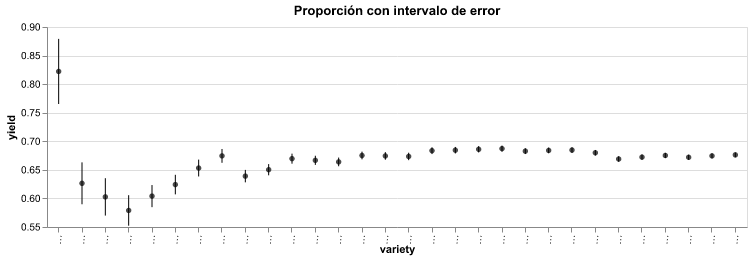 Proporción con intervalo de error
0.90
0.85
0.80
0.75
0.70
0.65
0.60
0.55
yield
… … … … … … … … … … … … … … … … … … … … … … … … … … … … … …
variety